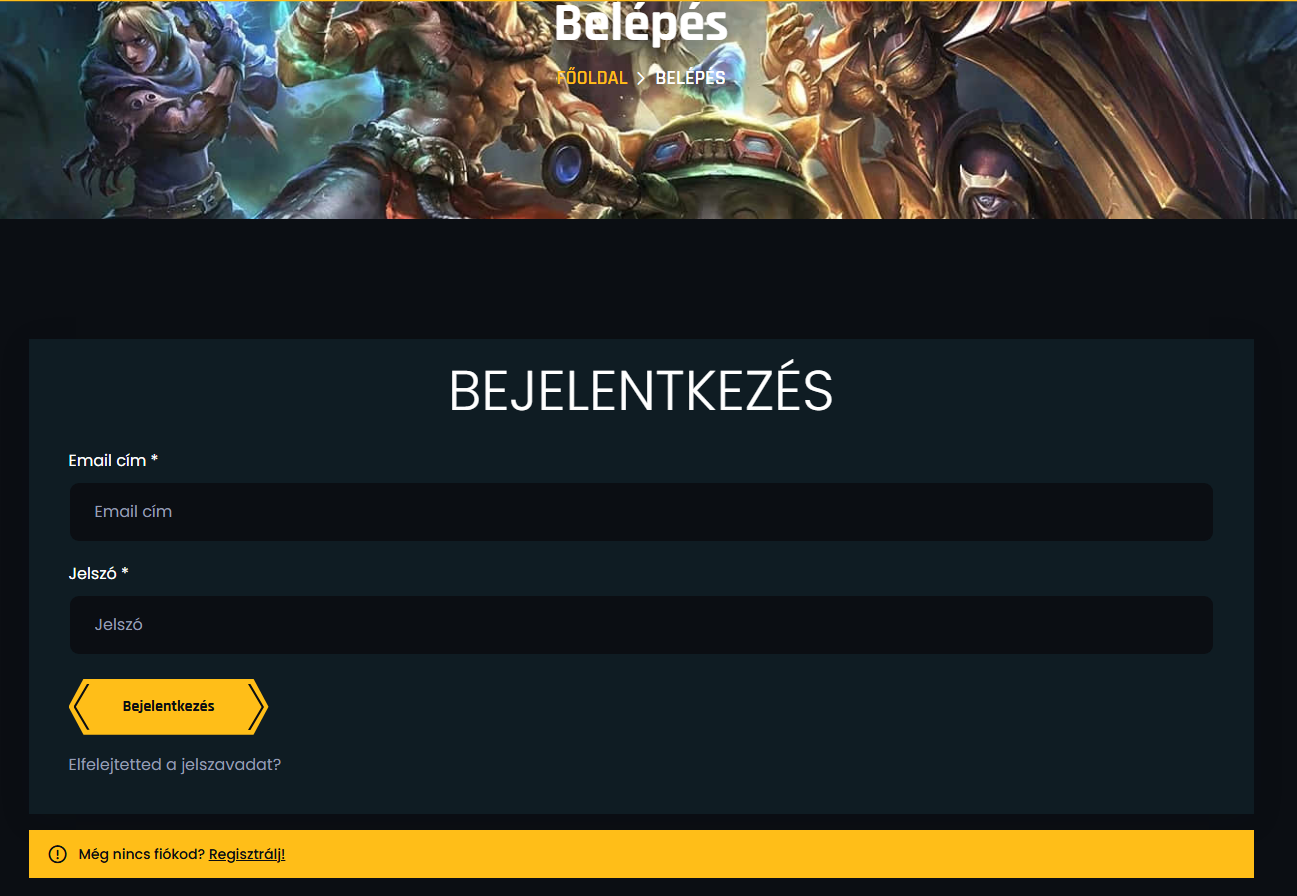 Belépés
FŐOLDAL > BELÉPÉS
BEJELENTKEZÉS
Email cím *
Email cím
Jelszó *
Jelszó
Bejelentkezés
Elfelejtetted a jelszavadat?
Még nincs fiókod? Regisztrálj!